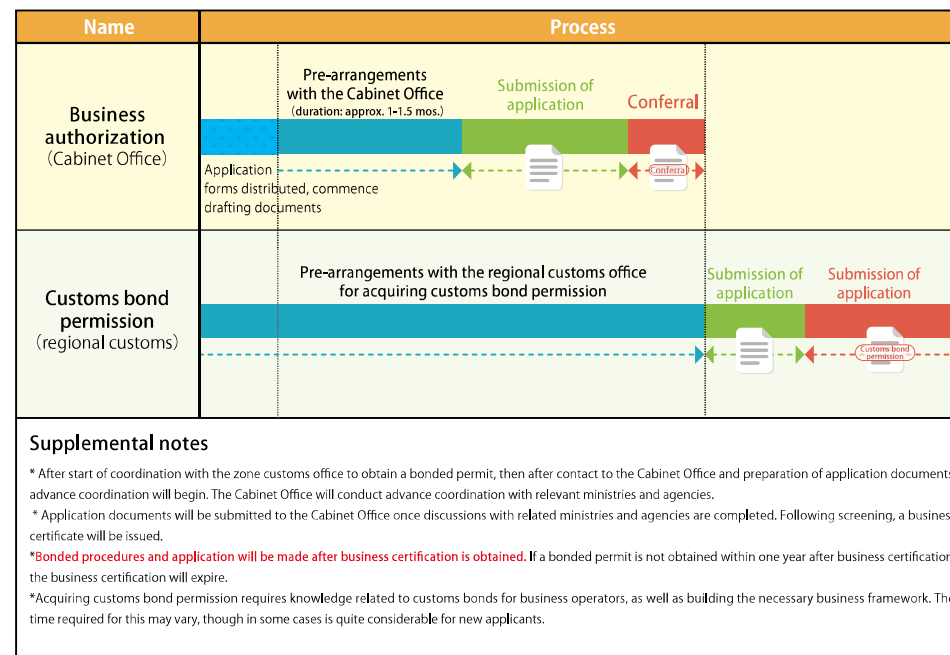 Name
Process
Business
authorization
(Cabinet Office)
Pre-arrangements
with the Cabinet Office
(duration: approx. 1-1.5 mos.)
Submission of
application
Conferral
Conferral
Application
forms distributed, commence
drafting documents
Customs bond
permission
(regional customs)
Pre-arrangements with the regional customs office
for acquiring customs bond permission
Submission of
application
Submission of
application
Customs bond
permission
Supplemental notes
* After start of coordination with the zone customs office to obtain a bonded permit, then after contact to the Cabinet Office and preparation of application documents
advance coordination will begin. The Cabinet Office will conduct advance coordination with relevant ministries and agencies.
* Application documents will be submitted to the Cabinet Office once discussions with related ministries and agencies are completed. Following screening, a busines
certificate will be issued.
*Bonded procedures and application will be made after business certification is obtained. If a bonded permit is not obtained within one year after business certification
the business certification will expire.
*Acquiring customs bond permission requires knowledge related to customs bonds for business operators, as well as building the necessary business framework. The
time required for this may vary, though in some cases is quite considerable for new applicants.